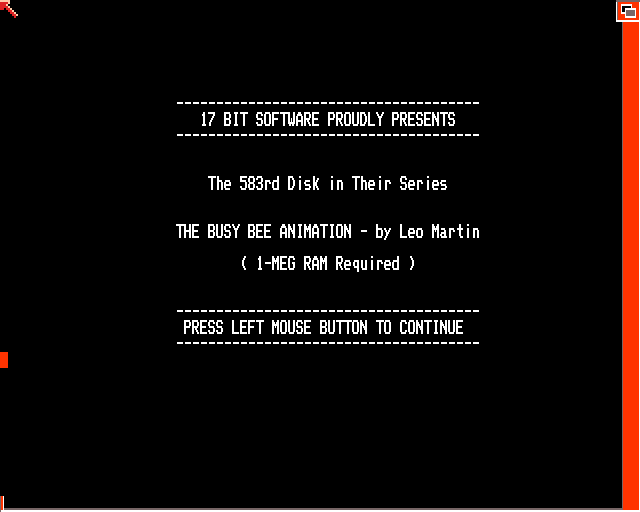 --------------------------------------
17 BIT SOFTWARE PROUDLY PRESENTS
--------------------------------------
The 583rd Disk in Their Series
THE BUSY BEE ANIMATION - by Leo Martin
( 1-MEG RAM Required )
--------------------------------------
PRESS LEFT MOUSE BUTTON TO CONTINUE
--------------------------------------